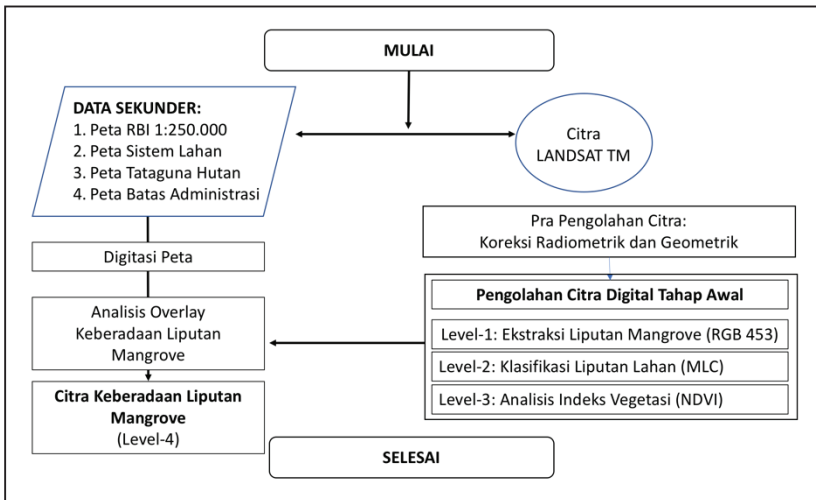 MULAI
DATA SEKUNDER:
1. Peta RBI 1:250.000
2. Peta Sistem Lahan
3. Peta Tataguna Hutan
4. Peta Batas Administrasi
Citra
LANDSAT TM
Pra Pengolahan Citra:
Koreksi Radiometrik dan Geometrik
Digitasi Peta
Pengolahan Citra Digital Tahap Awal
Level-1: Ekstraksi Liputan Mangrove (RGB 453)
Level-2: Klasifikasi Liputan Lahan (MLC)
Level-3: Analisis Indeks Vegetasi (NDVI)
Analisis Overlay
Keberadaan Liputan
Mangrove
Citra Keberadaan Liputan
Mangrove
(Level-4)
SELESAI